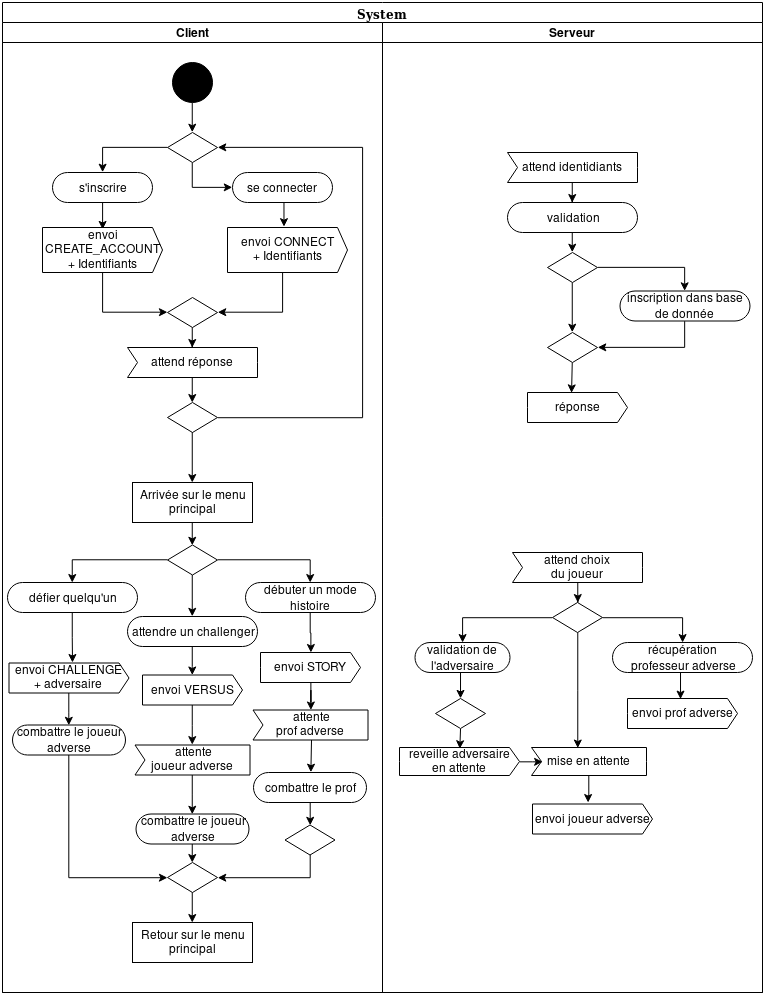 System
Client
Serveur
s'inscrire
se connecter
envoi
CREATE_ACCOUNT
+ Identifiants
envoi CONNECT
+ Identifiants
attend réponse
Arrivée sur le menu
principal
défier quelqu'un
attendre un challenger
débuter un mode
histoire
envoi CHALLENGE
+ adversaire
envoi VERSUS
envoi STORY
combattre le joueur
adverse
attente
joueur adverse
attente
prof adverse
combattre le joueur
adverse
combattre le prof
Retour sur le menu
principal
attend identidiants
validation
inscription dans base
de donnée
réponse
attend choix
du joueur
validation de
l'adversaire
récupération
professeur adverse
envoi prof adverse
reveille adversaire
en attente
mise en attente
envoi joueur adverse